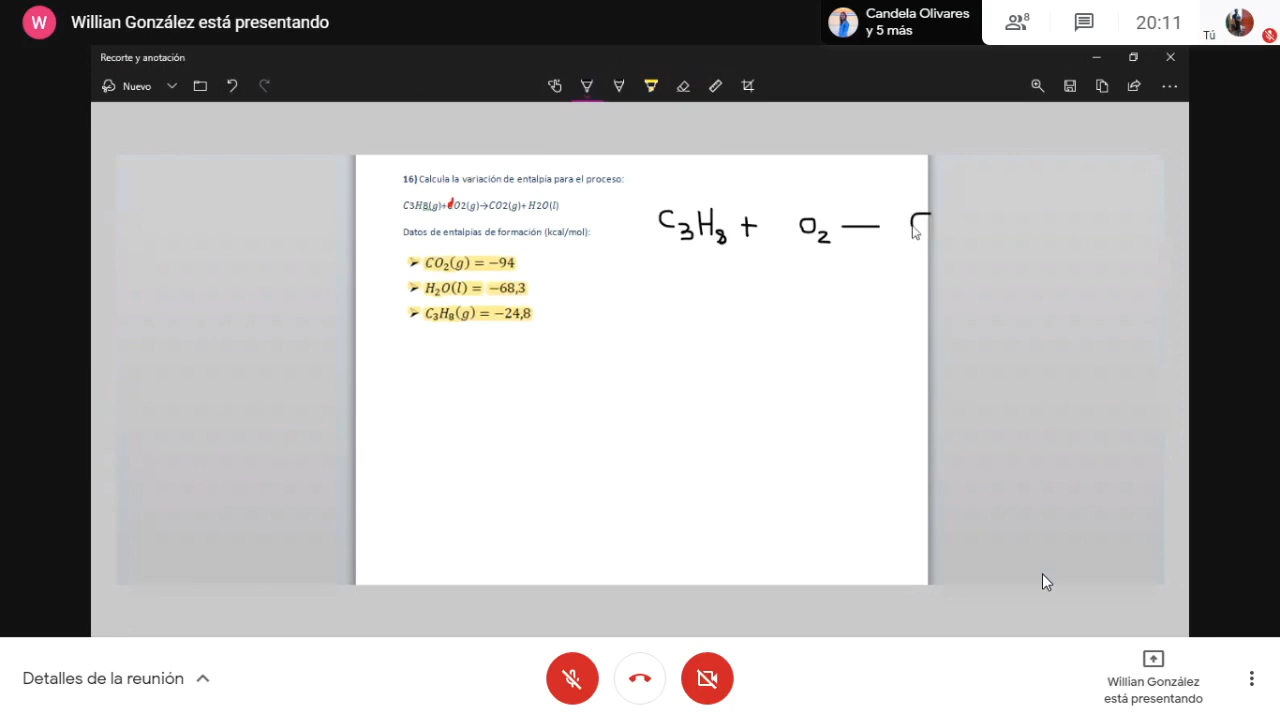 W Willian González está presentando
Candela Olivares
y 5 más
8
20:11
Tú
Recorte y anotación
Nuevo
16) Calcula la variación de entalpía para el proceso:
C3H8(g)+O2(g)→CO2(g)+H2O(l)
C₃H₈ + O₂ —
Datos de entalpias de formación (kcal/mol):
➤ CO₂(g) = −94
➤ H₂O(l) = −68,3
➤ C₃H₈(g) = −24,8
Detalles de la reunión
Willian González
está presentando